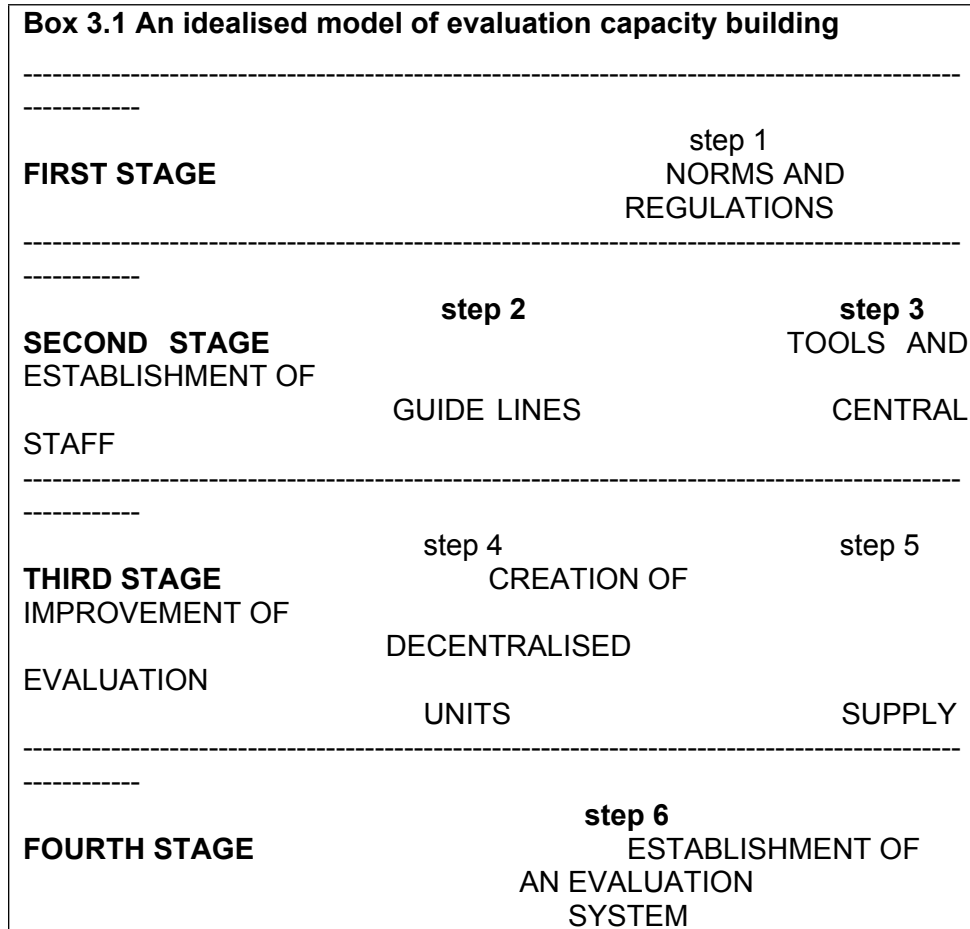 Box 3.1 An idealised model of evaluation capacity building
------------------------------------------------------------------------------------------------
------------
step 1
FIRST STAGE NORMS AND
REGULATIONS
------------------------------------------------------------------------------------------------
------------
step 2 step 3
SECOND STAGE TOOLS AND
ESTABLISHMENT OF
GUIDE LINES CENTRAL
STAFF
------------------------------------------------------------------------------------------------
------------
step 4 step 5
THIRD STAGE CREATION OF
IMPROVEMENT OF
DECENTRALISED
EVALUATION
UNITS SUPPLY
------------------------------------------------------------------------------------------------
------------
step 6
FOURTH STAGE ESTABLISHMENT OF
AN EVALUATION
SYSTEM